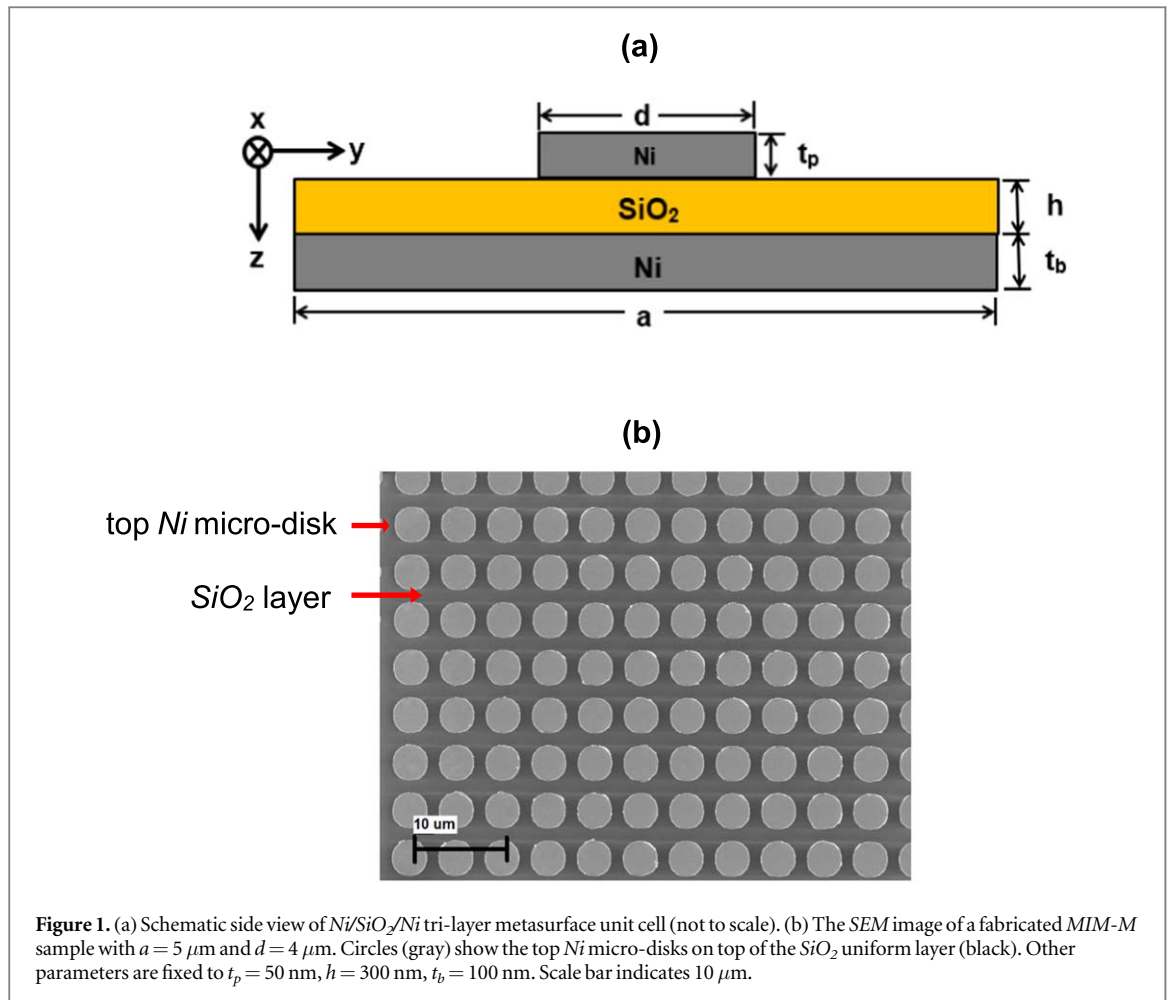 (a)
d
x
y
Ni
tp
SiO2
h
z
Ni
tb
a
(b)
top Ni micro-disk
SiO2 layer
10 um
Figure 1. (a) Schematic side view of Ni/SiO2/Ni tri-layer metasurface unit cell (not to scale). (b) The SEM image of a fabricated MIM-M
sample with a = 5 μm and d = 4 μm. Circles (gray) show the top Ni micro-disks on top of the SiO2 uniform layer (black). Other
parameters are fixed to tp = 50 nm, h = 300 nm, tb = 100 nm. Scale bar indicates 10 μm.